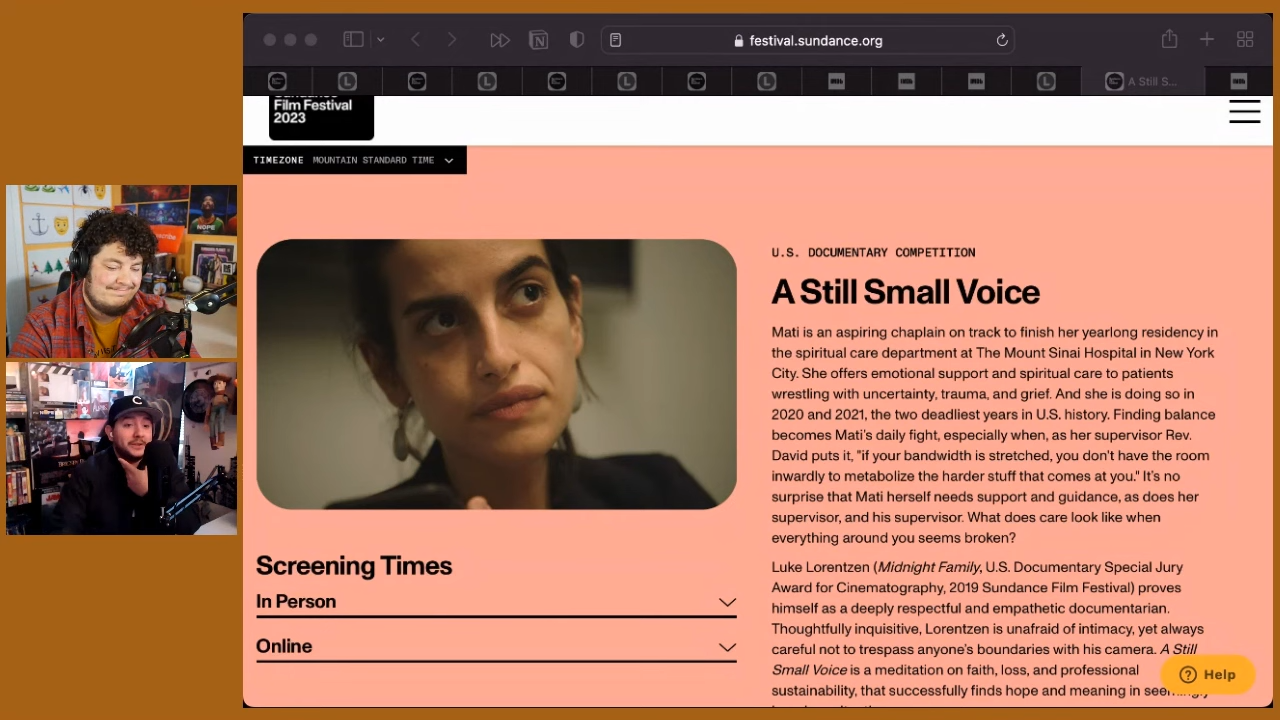 festival.sundance.org
A Still S...
Film Festival
2023
TIMEZONE MOUNTAIN STANDARD TIME
NOPE
U.S. DOCUMENTARY COMPETITION
A Still Small Voice
Mati is an aspiring chaplain on track to finish her yearlong residency in
the spiritual care department at The Mount Sinai Hospital in New York
City. She offers emotional support and spiritual care to patients
wrestling with uncertainty, trauma, and grief. And she is doing so in
2020 and 2021, the two deadliest years in U.S. history. Finding balance
becomes Mati's daily fight, especially when, as her supervisor Rev.
David puts it, "if your bandwidth is stretched, you don't have the room
inwardly to metabolize the harder stuff that comes at you." It's no
surprise that Mati herself needs support and guidance, as does her
supervisor, and his supervisor. What does care look like when
everything around you seems broken?
Luke Lorentzen (Midnight Family, U.S. Documentary Special Jury
Award for Cinematography, 2019 Sundance Film Festival) proves
himself as a deeply respectful and empathetic documentarian.
Thoughtfully inquisitive, Lorentzen is unafraid of intimacy, yet always
careful not to trespass anyone's boundaries with his camera. A Still
Small Voice is a meditation on faith, loss, and professional
sustainability, that successfully finds hope and meaning in
Screening Times
In Person
Online
Help